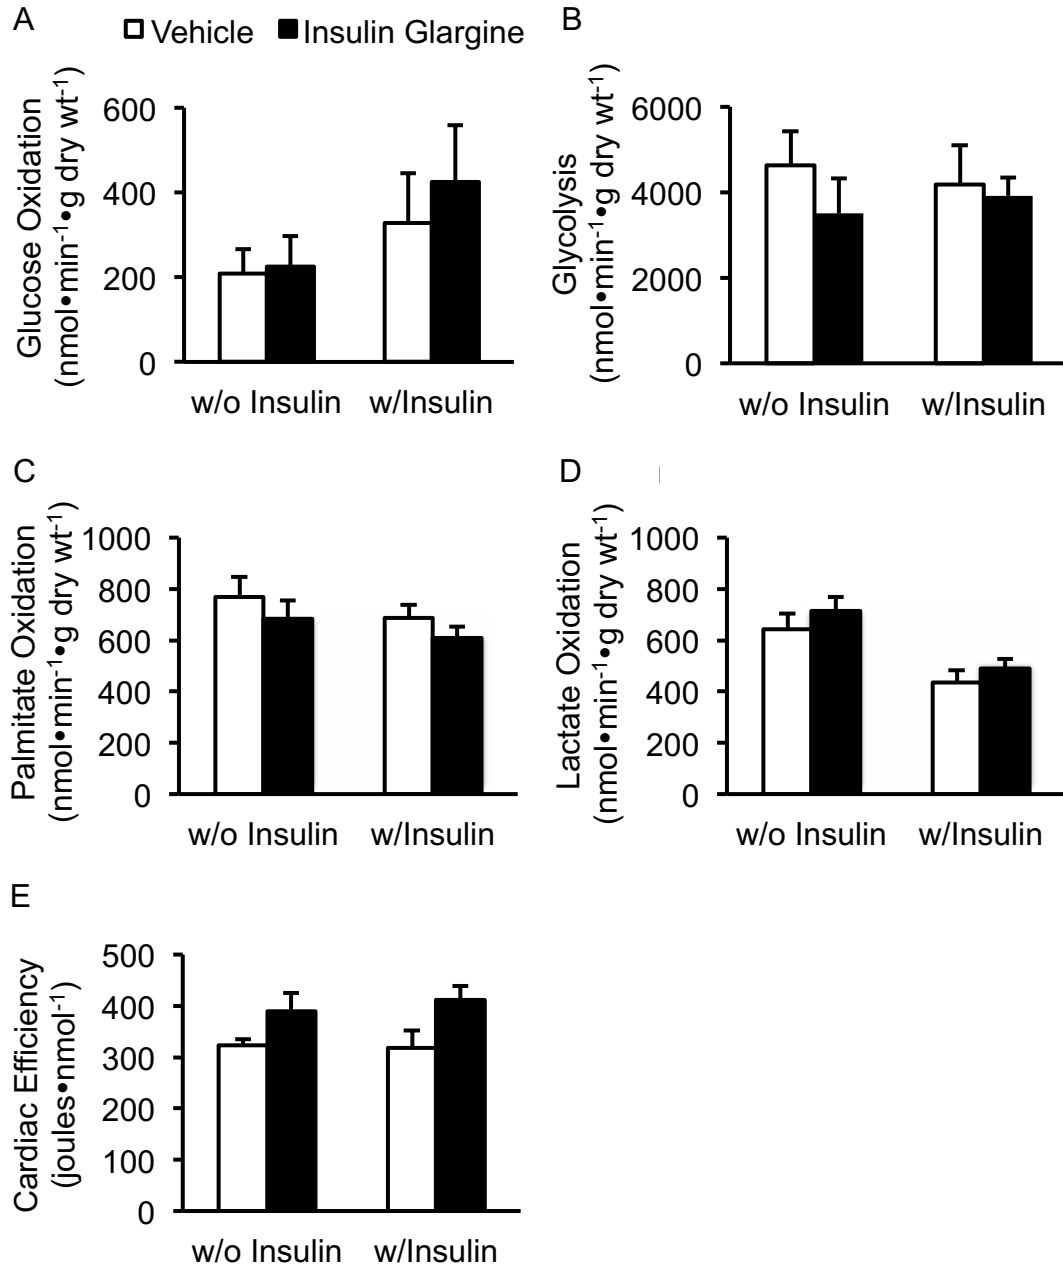 A
Vehicle Insulin Glargine
Glucose Oxidation
(nmol•min⁻¹•g dry wt⁻¹)
600
400
200
0
w/o Insulin w/Insulin
B
Glycolysis
(nmol•min⁻¹•g dry wt⁻¹)
6000
4000
2000
0
w/o Insulin w/Insulin
C
Palmitate Oxidation
(nmol•min⁻¹•g dry wt⁻¹)
1000
800
600
400
200
0
w/o Insulin w/Insulin
D
Lactate Oxidation
(nmol•min⁻¹•g dry wt⁻¹)
1000
800
600
400
200
0
w/o Insulin w/Insulin
E
Cardiac Efficiency
(joules•nmol⁻¹)
500
400
300
200
100
0
w/o Insulin w/Insulin